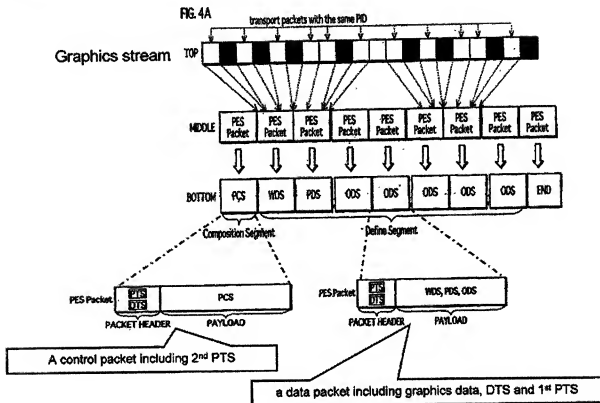 FIG. 4A
transport packets with the same PID
Graphics stream
TOP
MIDDLE
PES Packet PES Packet PES Packet PES Packet PES Packet PES Packet PES Packet PES Packet PES Packet
BOTTOM
PCS WDS PDS ODS ODS ODS ODS ODS END
Composition Segment Define Segment
PES Packet PTS DTS PCS
PACKET HEADER PAYLOAD
PES Packet PTS DTS WDS, PDS, ODS
PACKET HEADER PAYLOAD
A control packet including 2nd PTS
a data packet including graphics data, DTS and 1st PTS